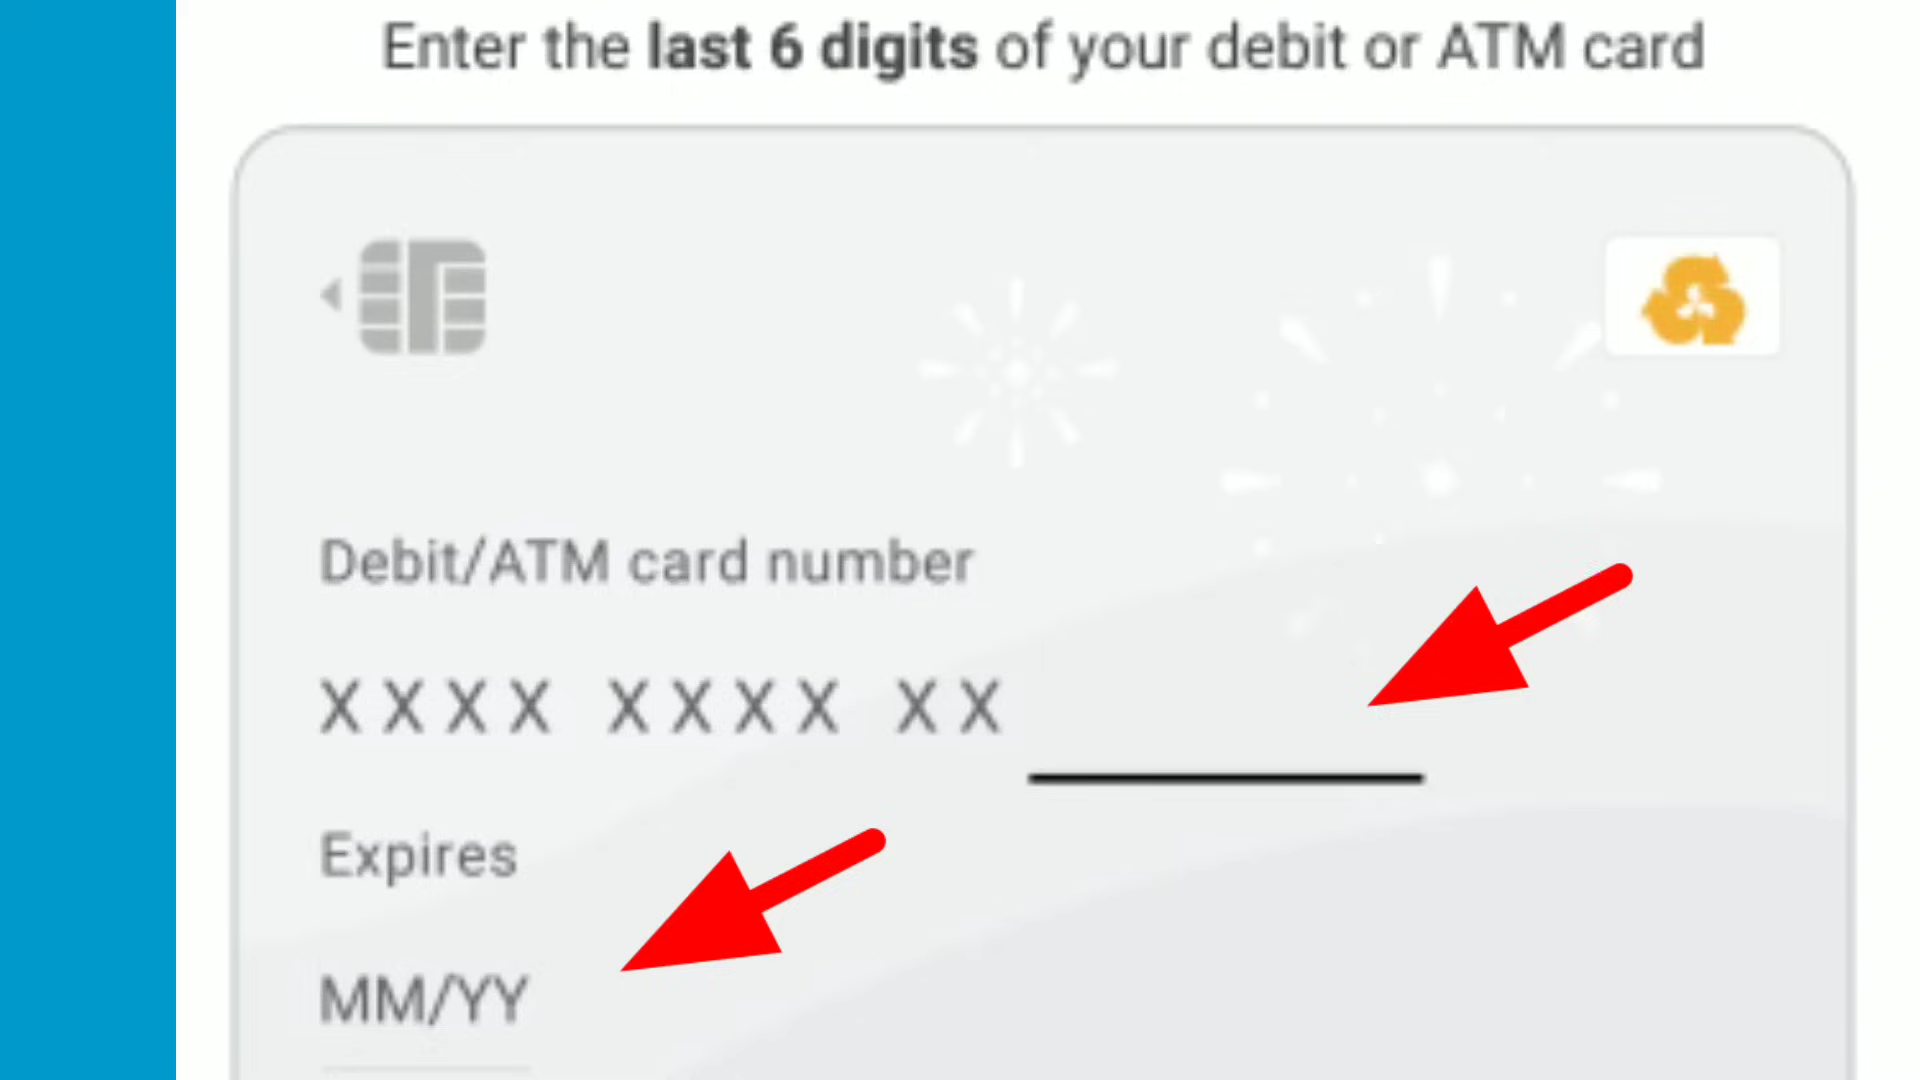 Enter the last 6 digits of your debit or ATM card
Debit/ATM card number
XXXX XXXX XX
Expires
MM/YY